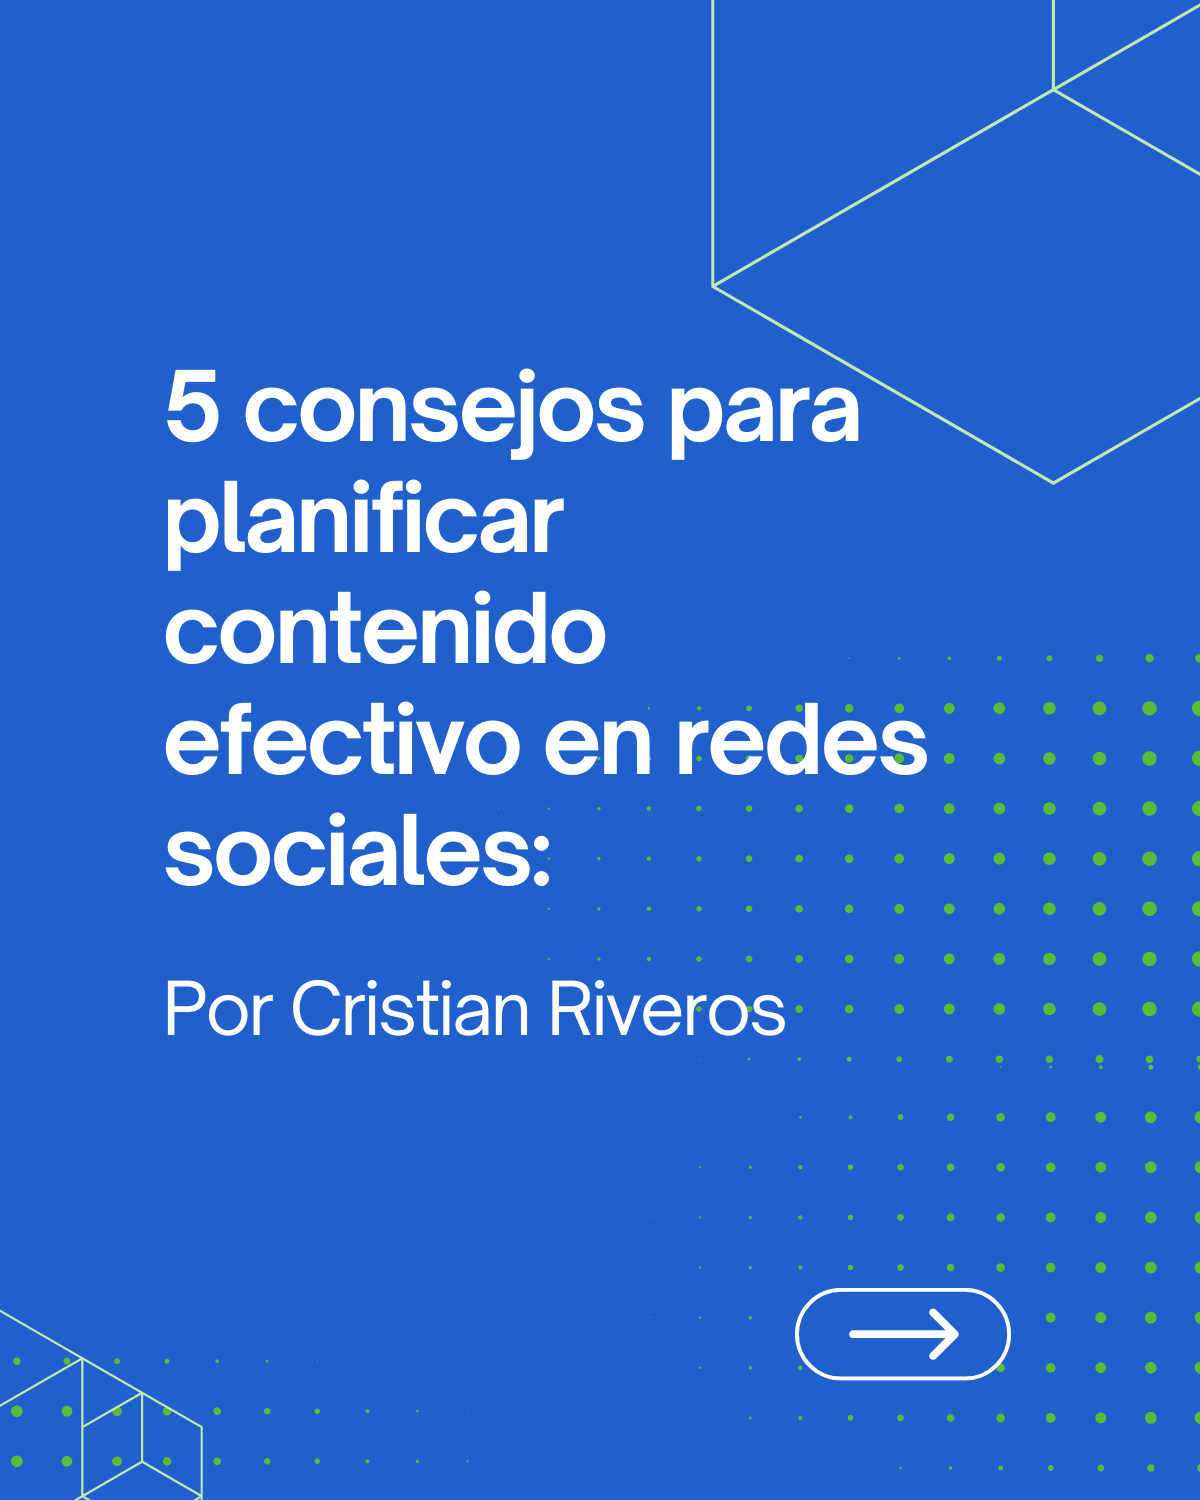 5 consejos para
planificar
contenido
efectivo en redes
sociales:
Por Cristian Riveros